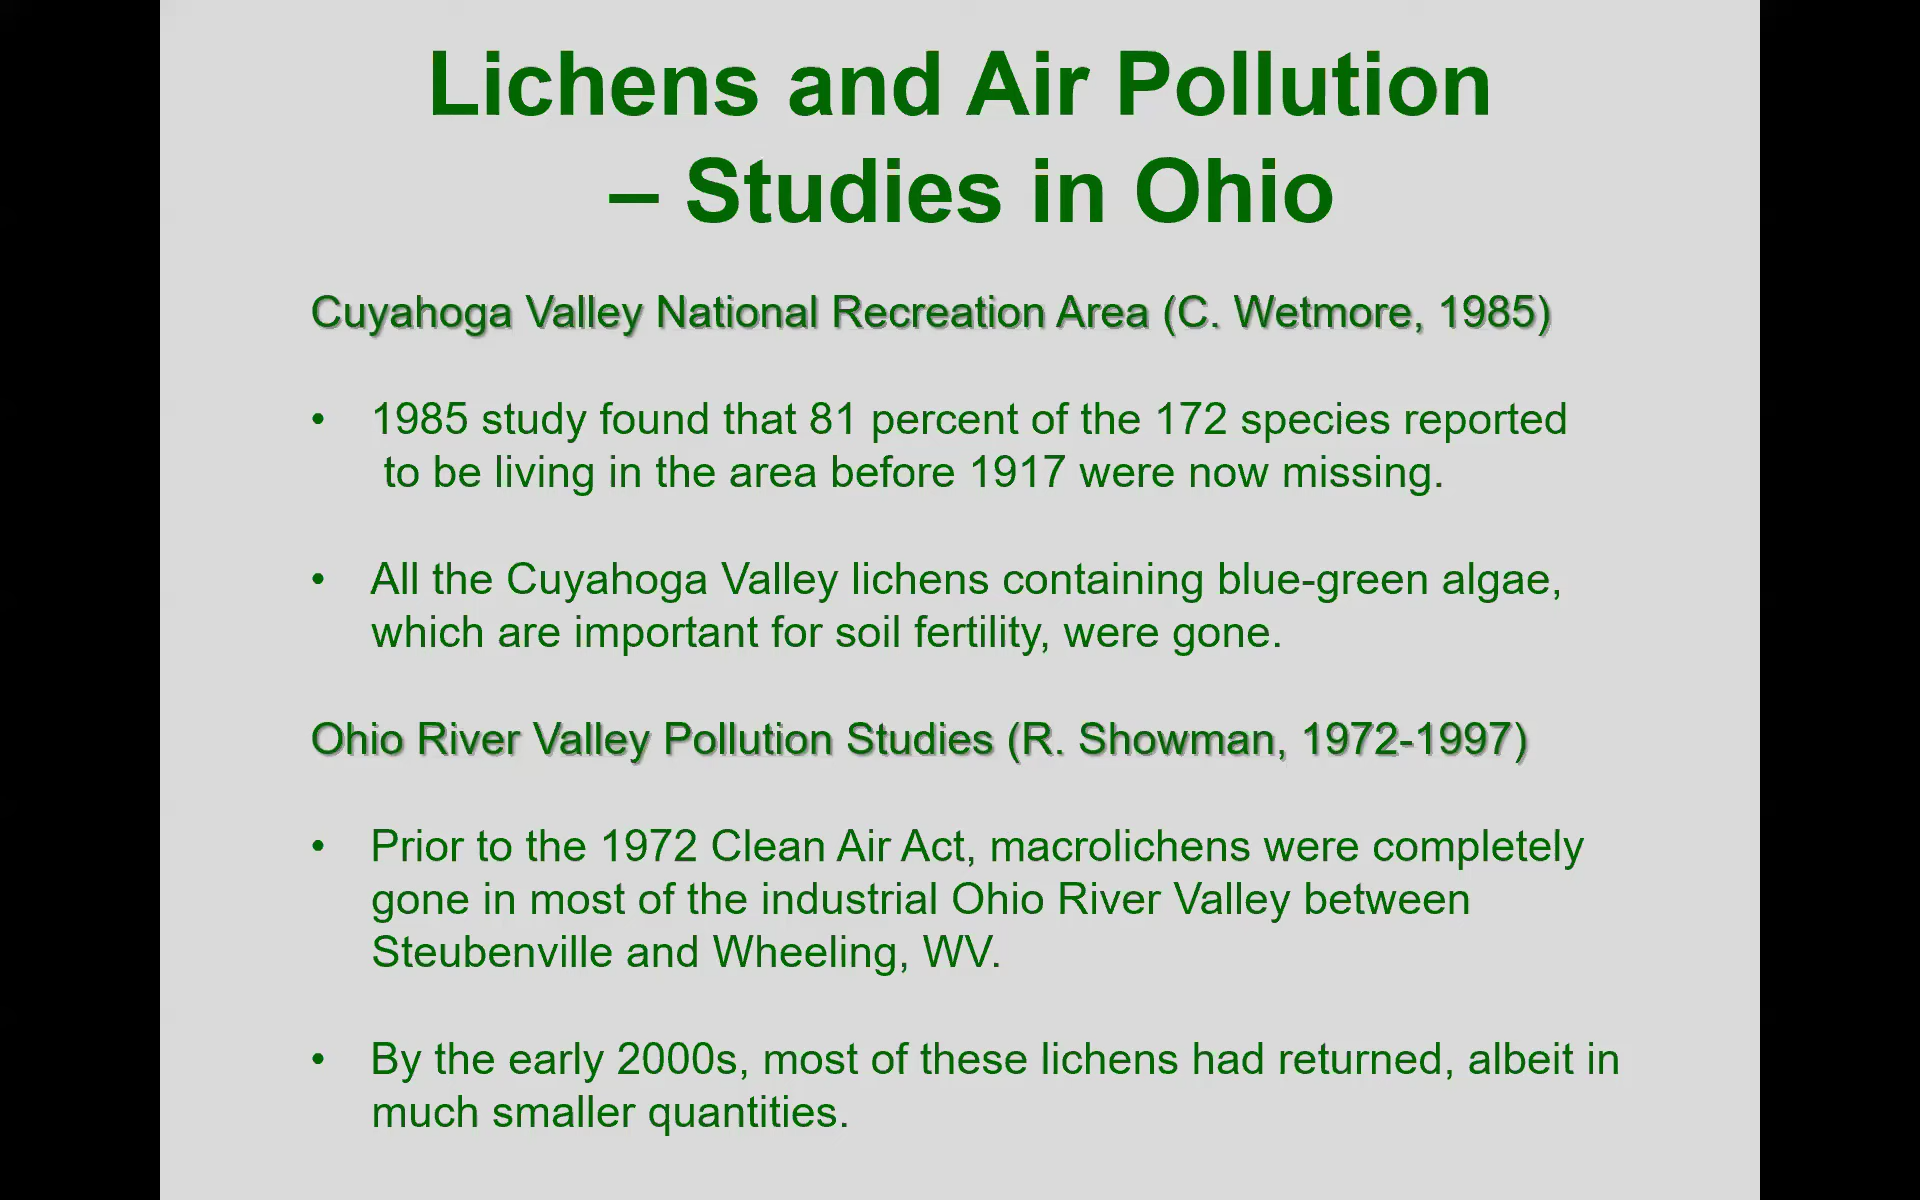 Lichens and Air Pollution
– Studies in Ohio
Cuyahoga Valley National Recreation Area (C. Wetmore, 1985)
• 1985 study found that 81 percent of the 172 species reported
to be living in the area before 1917 were now missing.
• All the Cuyahoga Valley lichens containing blue-green algae,
which are important for soil fertility, were gone.
Ohio River Valley Pollution Studies (R. Showman, 1972-1997)
• Prior to the 1972 Clean Air Act, macrolichens were completely
gone in most of the industrial Ohio River Valley between
Steubenville and Wheeling, WV.
• By the early 2000s, most of these lichens had returned, albeit in
much smaller quantities.